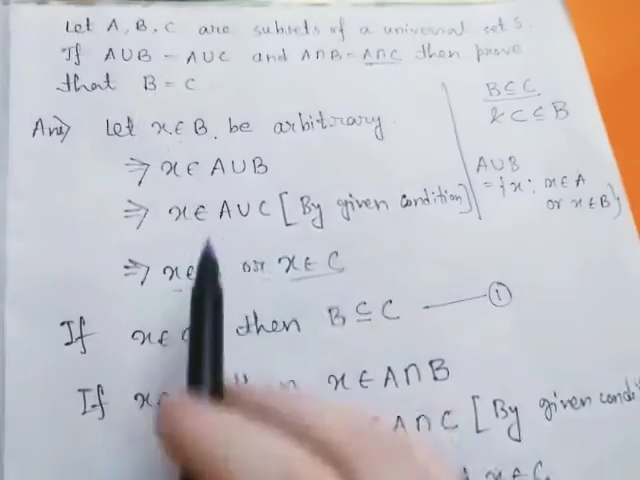 Let A, B, C are subsets of a universal set S.
If A∪B = A∪C and A∩B = A∩C then prove
that B = C
Ans⇒ Let x∈B. be arbitrary.
⇒ x∈ A∪B
⇒ x∈ A∪C [By given condition]
⇒ x∈ or x∈C
If x∈ then B⊆C ——— ①
If x∈ x∈A∩B
A∩C [By given
x∈C
B⊆C
& C⊆B
A∪B
= {x : x∈A
or x∈B}